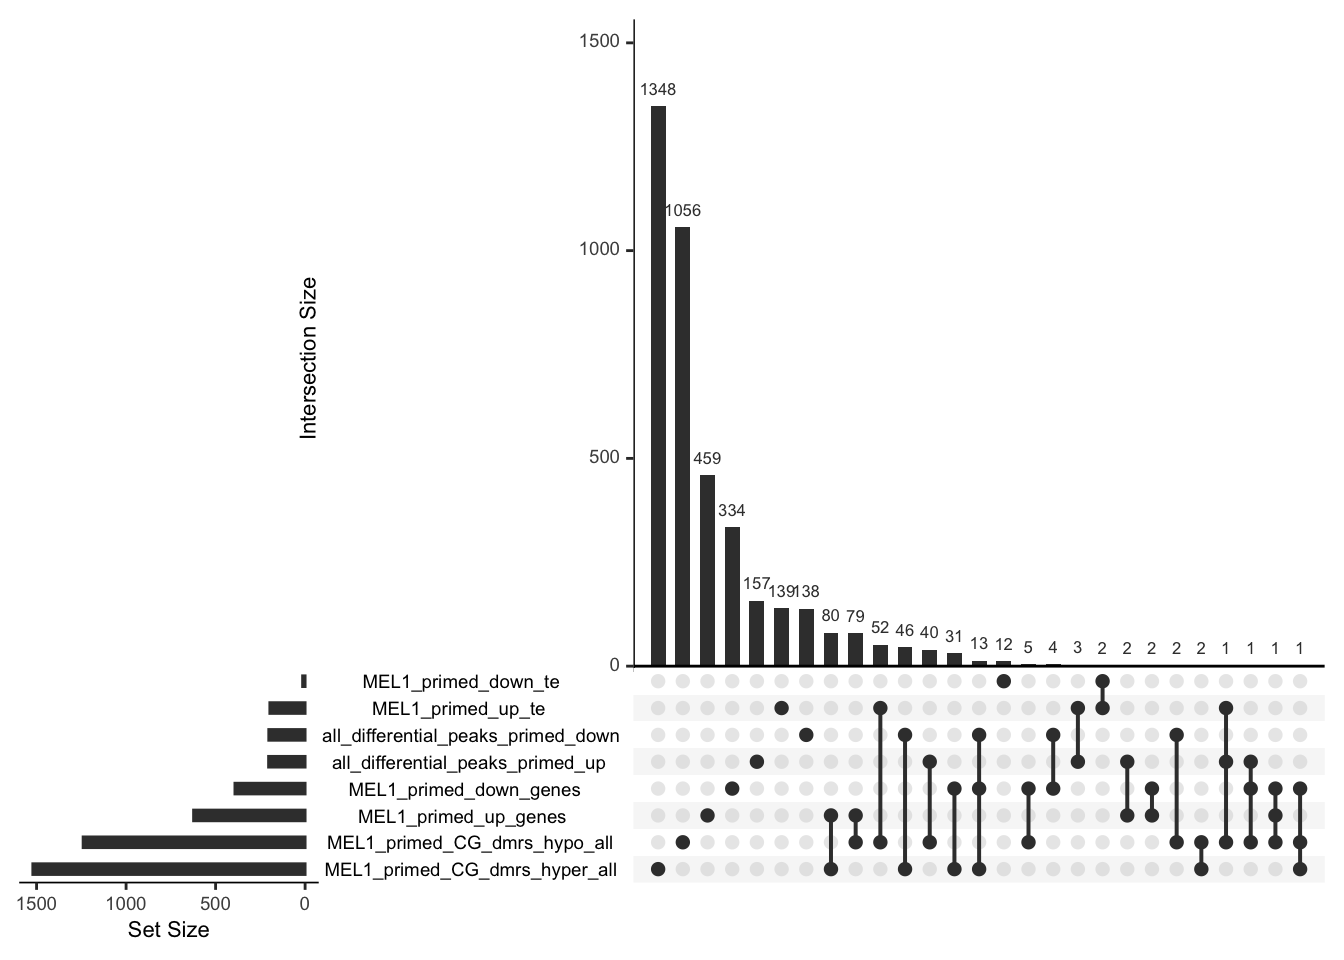 1500
1348
1056
1000
Intersection Size
500
459
334
157
139
138
80
79
52
46
40
31
13
12
5
4
3
2
2
2
2
2
1
1
1
1
0
MEL1_primed_down_te
MEL1_primed_up_te
all_differential_peaks_primed_down
all_differential_peaks_primed_up
MEL1_primed_down_genes
MEL1_primed_up_genes
MEL1_primed_CG_dmrs_hypo_all
MEL1_primed_CG_dmrs_hyper_all
1500 1000 500 0
Set Size